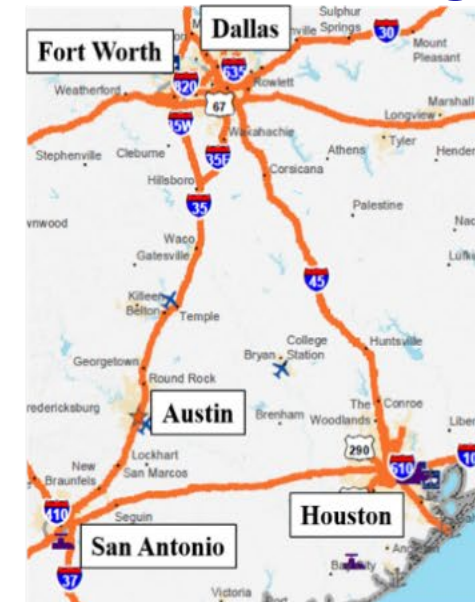 Sulphur
Springs
30
Dallas
Mount
Pleasant
Fort Worth
635
Rowlett
820
Weatherford
67
Marshall
Longview
35W
Waxahachie
Tyler
Cleburne
Athens
Stephenville
35E
Corsicana
Hillsboro
35
Palestine
Waco
Gatesville
45
Killeen
Belton
Temple
College
Station
Bryan
Huntsville
Georgetown
Round Rock
The
Woodlands
Conroe
Austin
Brenham
290
Lockhart
San Marcos
New
Braunfels
610
10
410
Seguin
Houston
San Antonio
37
Bay City
Victoria